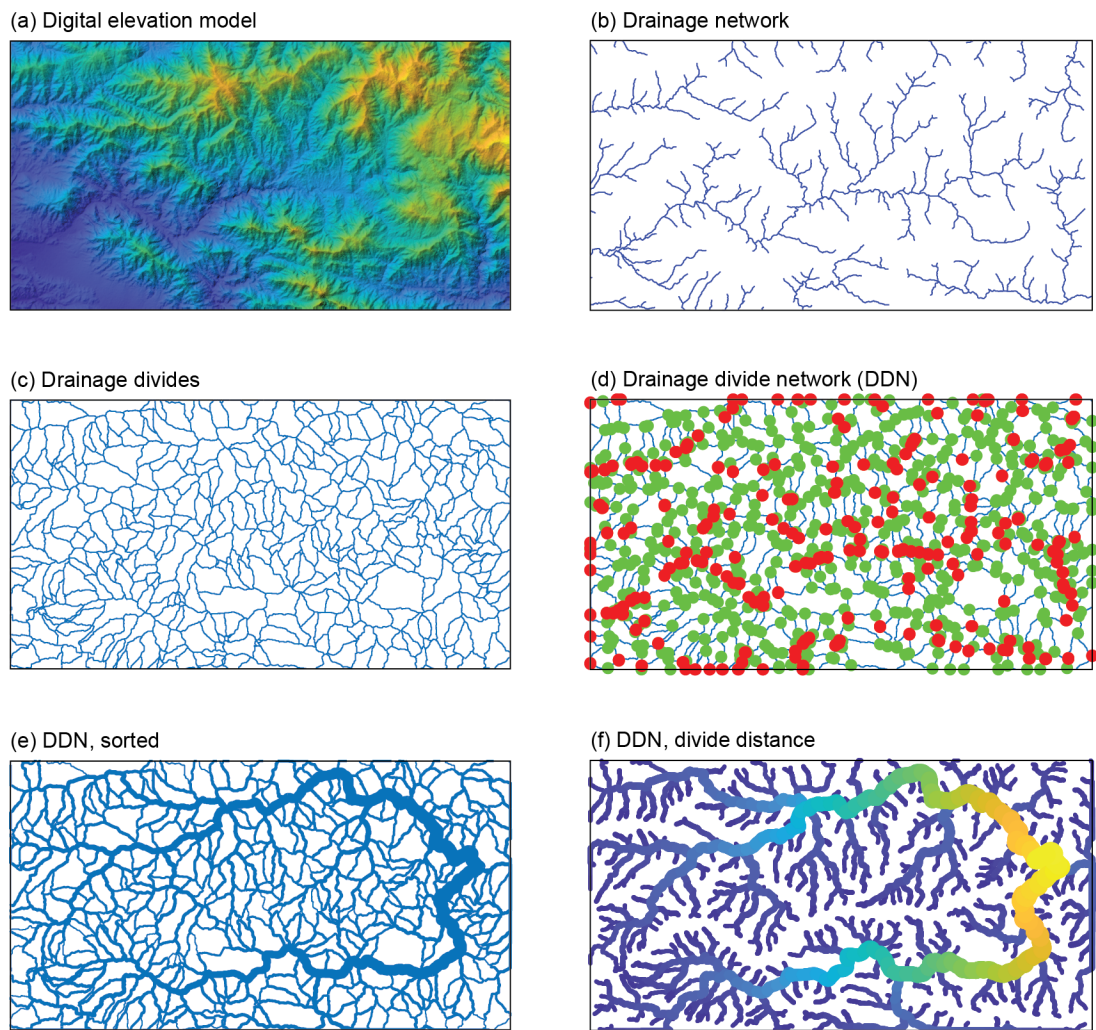 (a) Digital elevation model
(b) Drainage network
(c) Drainage divides
(d) Drainage divide network (DDN)
(e) DDN, sorted
(f) DDN, divide distance